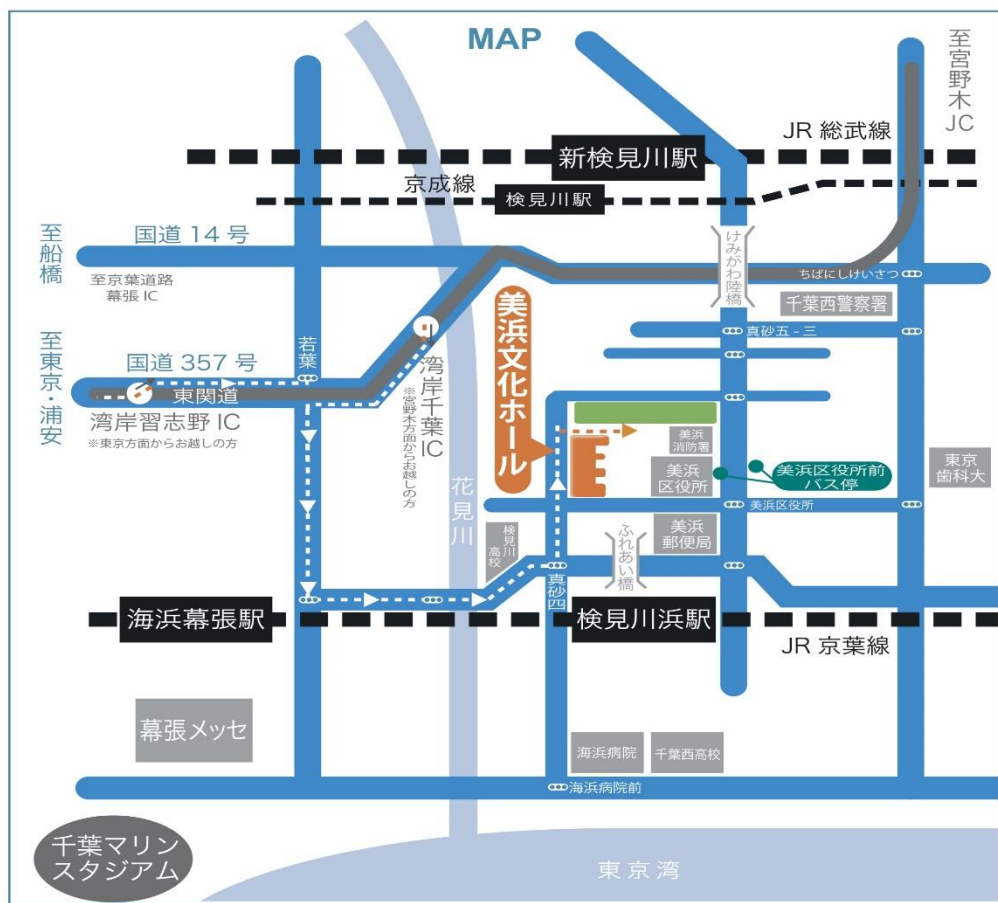 MAP
至宮野木JC
JR 総武線
新検見川駅
京成線
検見川駅
至船橋
国道 14 号
至京葉道路
幕張IC
けみがわ陸橋
ちばにしけいさつ
千葉西警察署
真砂五 - 三
至東京・浦安
国道 357 号
東関道
若葉
湾岸習志野 IC
※東京方面からお越しの方
湾岸千葉IC
※宮野木方面からお越しの方
美浜文化ホール
美浜
消防署
美浜
区役所
美浜区役所前
バス停
東京
歯科大
美浜区役所
花見川
検見川
高校
ふれあい橋
美浜
郵便局
真砂四
海浜幕張駅
検見川浜駅
JR 京葉線
幕張メッセ
海浜病院
千葉西高校
海浜病院前
千葉マリン
スタジアム
東京湾